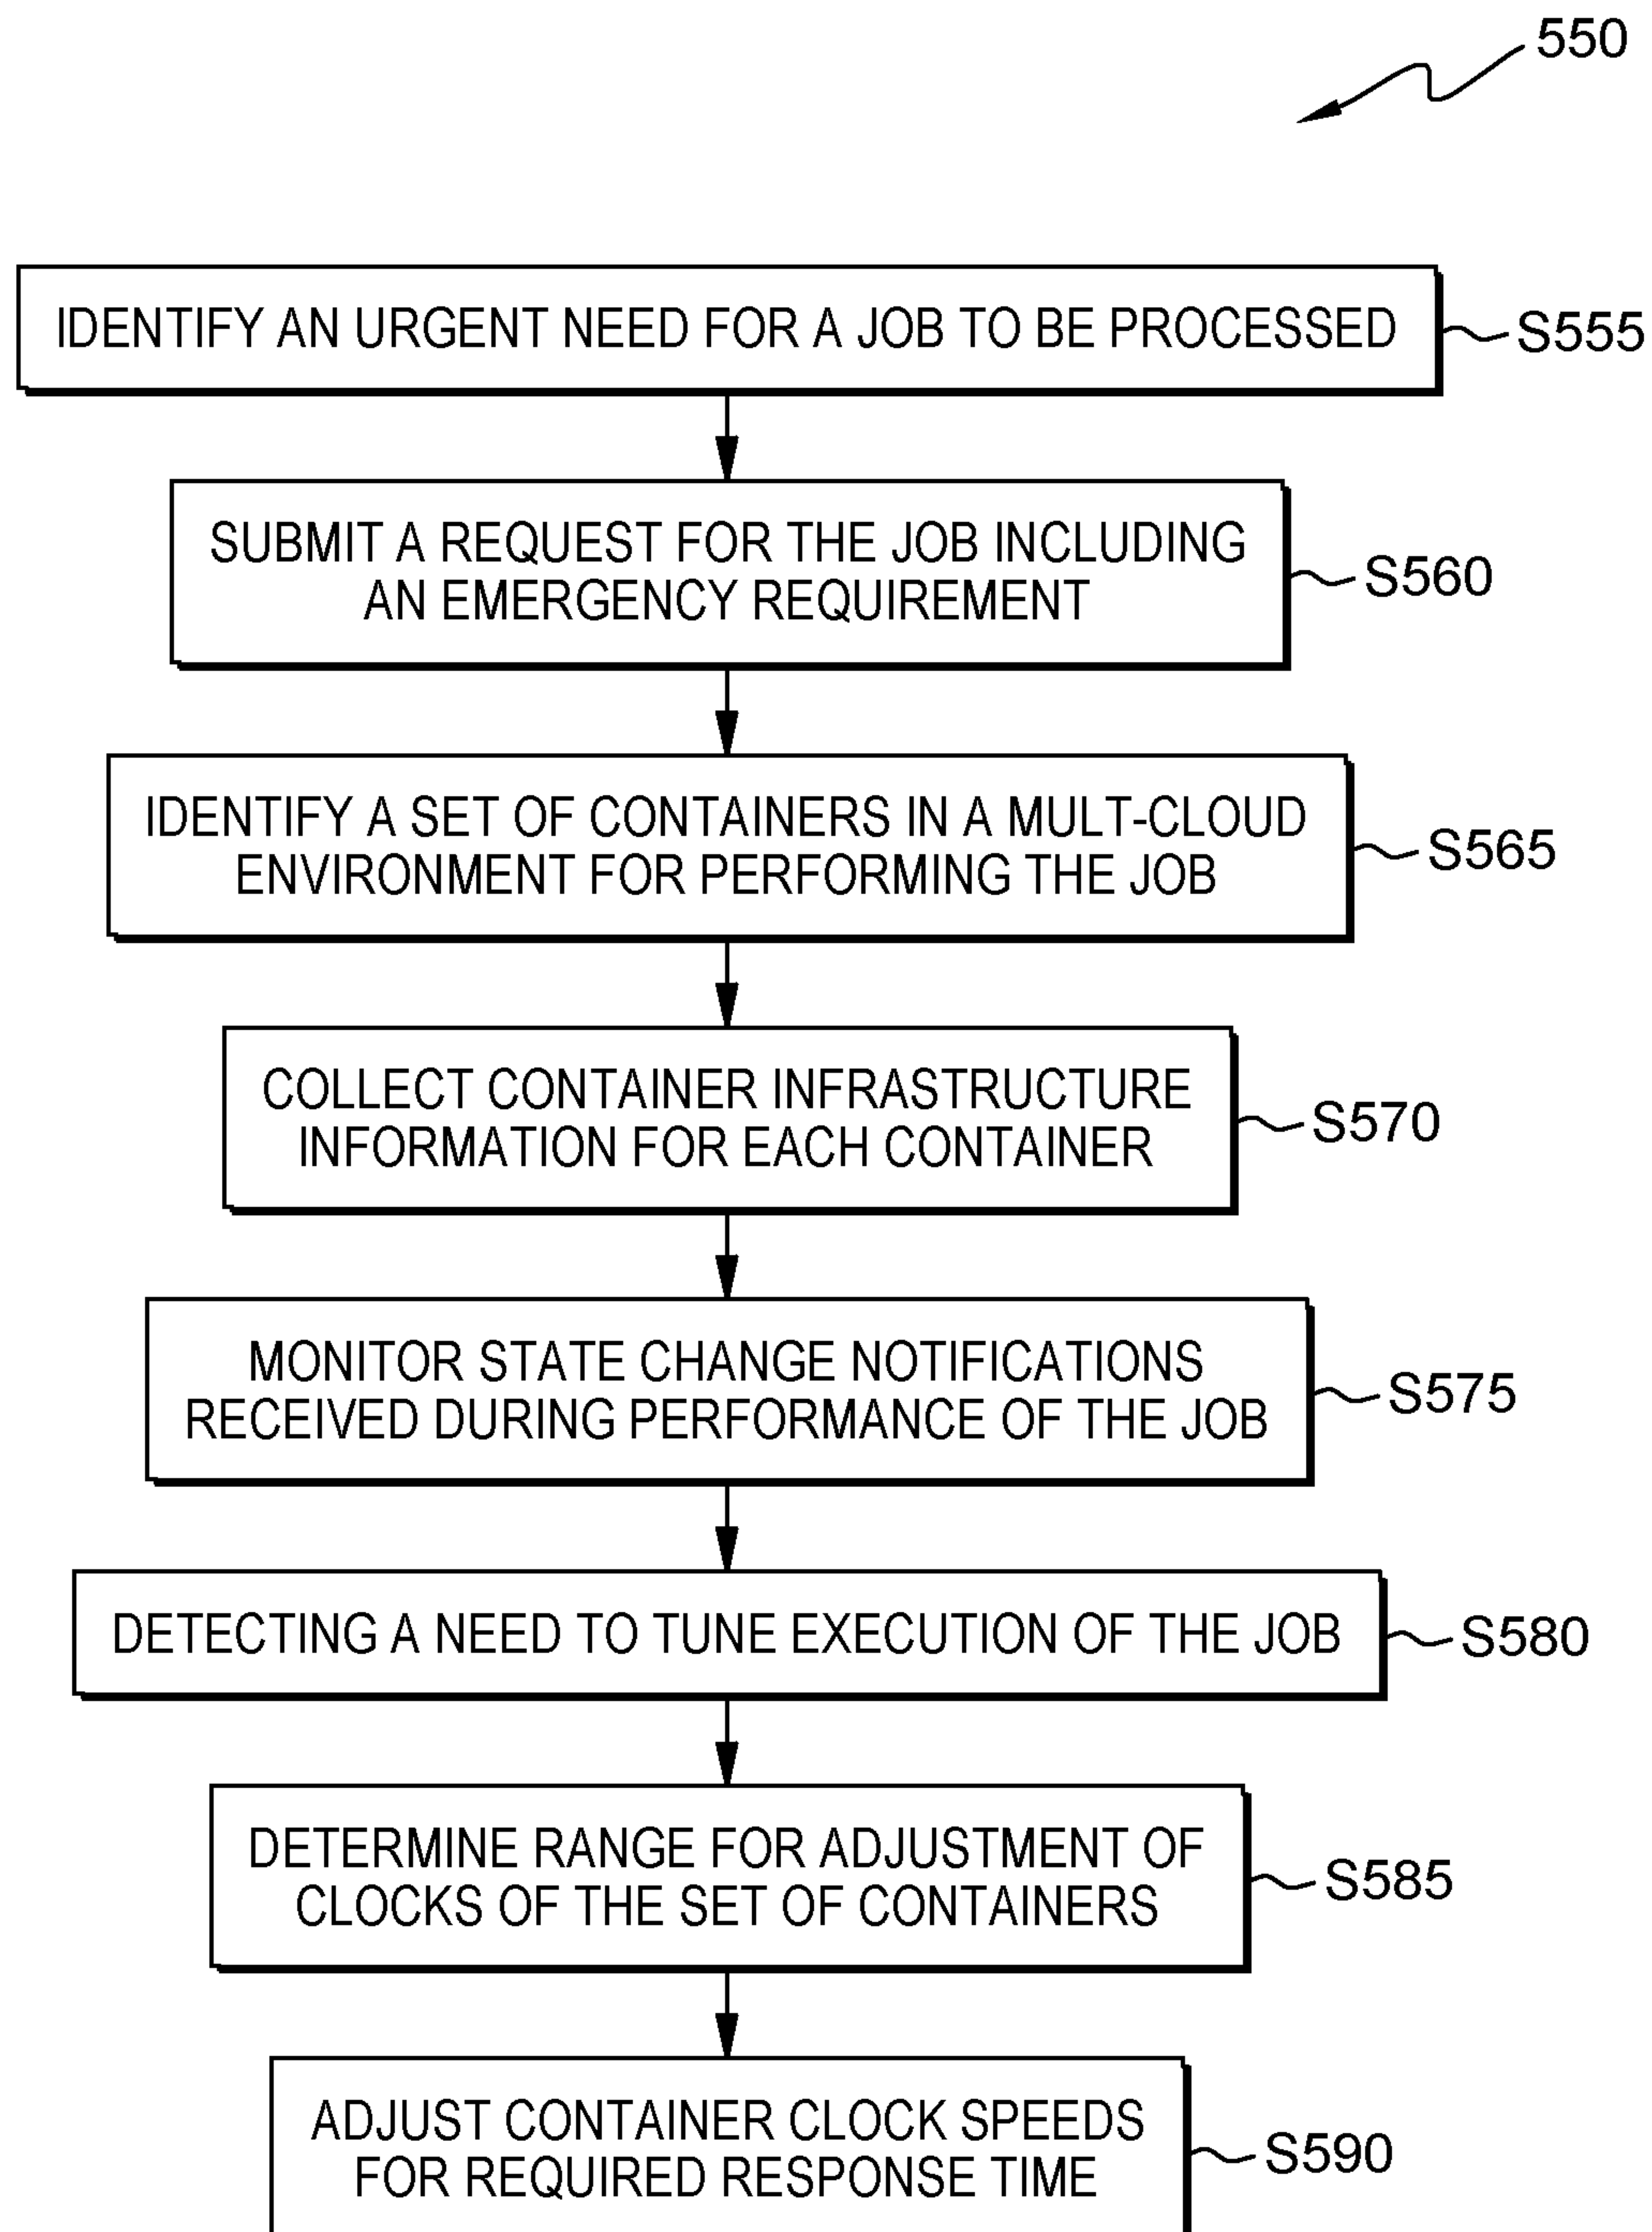 550
IDENTIFY AN URGENT NEED FOR A JOB TO BE PROCESSED
S555
SUBMIT A REQUEST FOR THE JOB INCLUDING
AN EMERGENCY REQUIREMENT
S560
IDENTIFY A SET OF CONTAINERS IN A MULT-CLOUD
ENVIRONMENT FOR PERFORMING THE JOB
S565
COLLECT CONTAINER INFRASTRUCTURE
INFORMATION FOR EACH CONTAINER
S570
MONITOR STATE CHANGE NOTIFICATIONS
RECEIVED DURING PERFORMANCE OF THE JOB
S575
DETECTING A NEED TO TUNE EXECUTION OF THE JOB
S580
DETERMINE RANGE FOR ADJUSTMENT OF
CLOCKS OF THE SET OF CONTAINERS
S585
ADJUST CONTAINER CLOCK SPEEDS
FOR REQUIRED RESPONSE TIME
S590